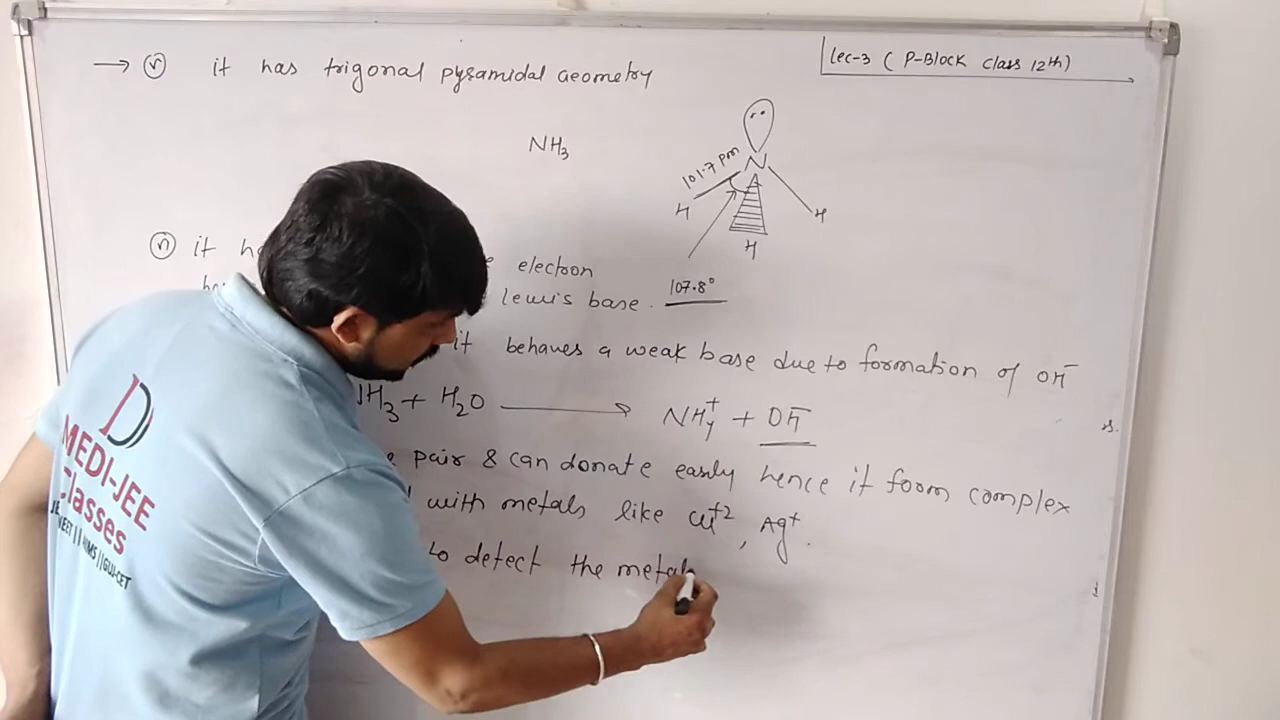 lec-3 ( P-Block class 12th)
→ (v) it has trigonal pyramidal Geometry
NH3
101.7 pm
N
H
H
H
107.8°
it electron
lewis base.
it behaves a weak base due to formation of OH-
NH3 + H2O → NH4+ + OH-
pair & can donate easily hence it form complex
with metals like Cu+2, Ag+.
to detect the metal
MEDI-JEE
Classes